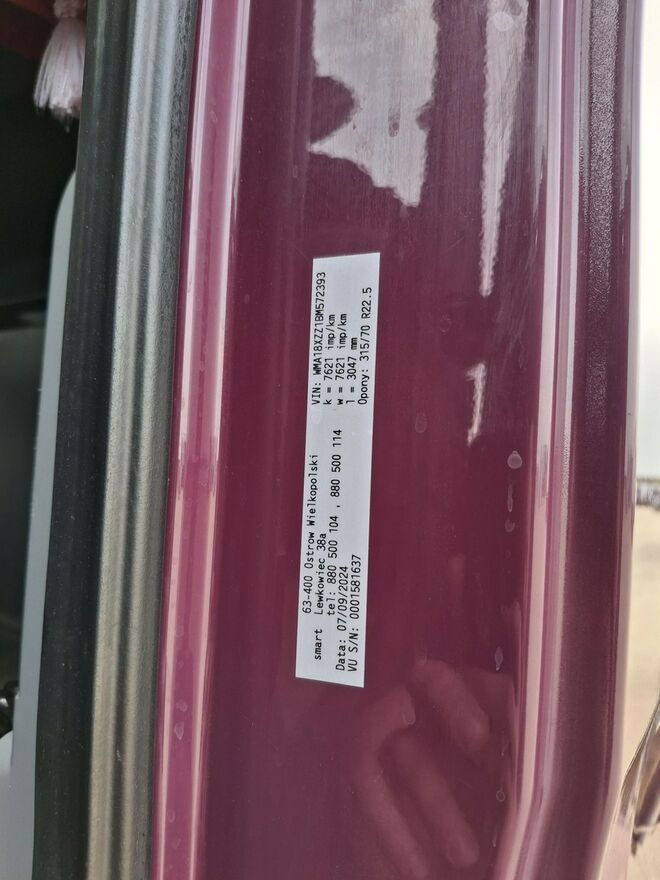 63-400 Ostrow Wielkopolski
smart Lewkowiec 38a
tel: 880 500 104 , 880 500 114
Data: 07/09/2024
VU S/N: 0001581637
VIN: WMA18XZZ1BM572393
k = 7621 imp/km
w = 7621 imp/km
l = 3047 mm
Opony: 315/70 R22.5